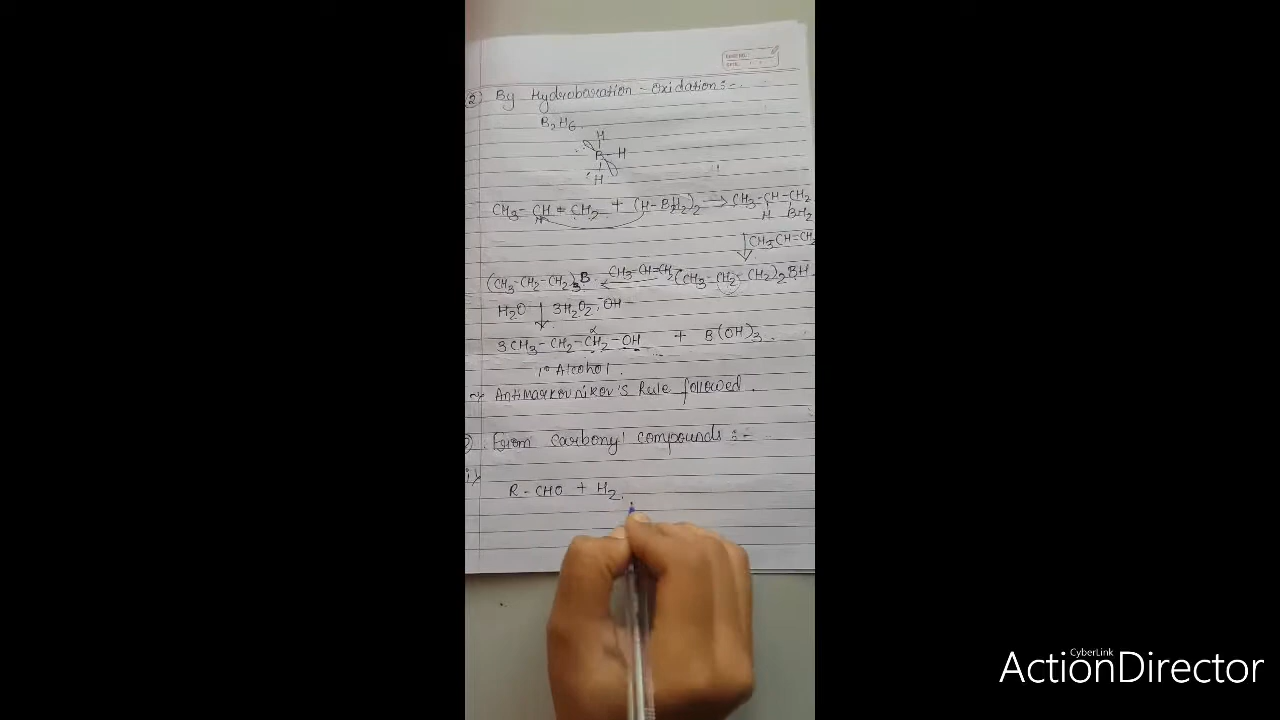 ② By Hydroboration - Oxidation :-
B2H6
H
B-H
H
CH3-CH=CH2 + (H-BH2)2 → CH3-CH-CH2
H BH2
CH3CH=CH2
(CH3-CH2-CH2)3B CH3-CH=CH2 (CH3-CH2-CH2)2BH
H2O 3H2O2,OH
α
3CH3-CH2-CH2-OH + B(OH)3
1° Alcohol.
Antimarkovnikov's Rule followed.
From carbonyl compounds :-
i)
R-CHO + H2
CyberLink
ActionDirector